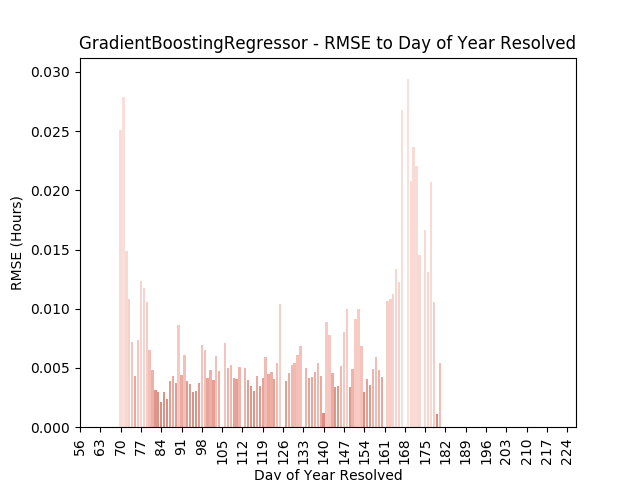 GradientBoostingRegressor - RMSE to Day of Year Resolved
RMSE (Hours)
0.030
0.025
0.020
0.015
0.010
0.005
0.000
56 63 70 77 84 91 98 105 112 119 126 133 140 147 154 161 168 175 182 189 196 203 210 217 224
Day of Year Resolved